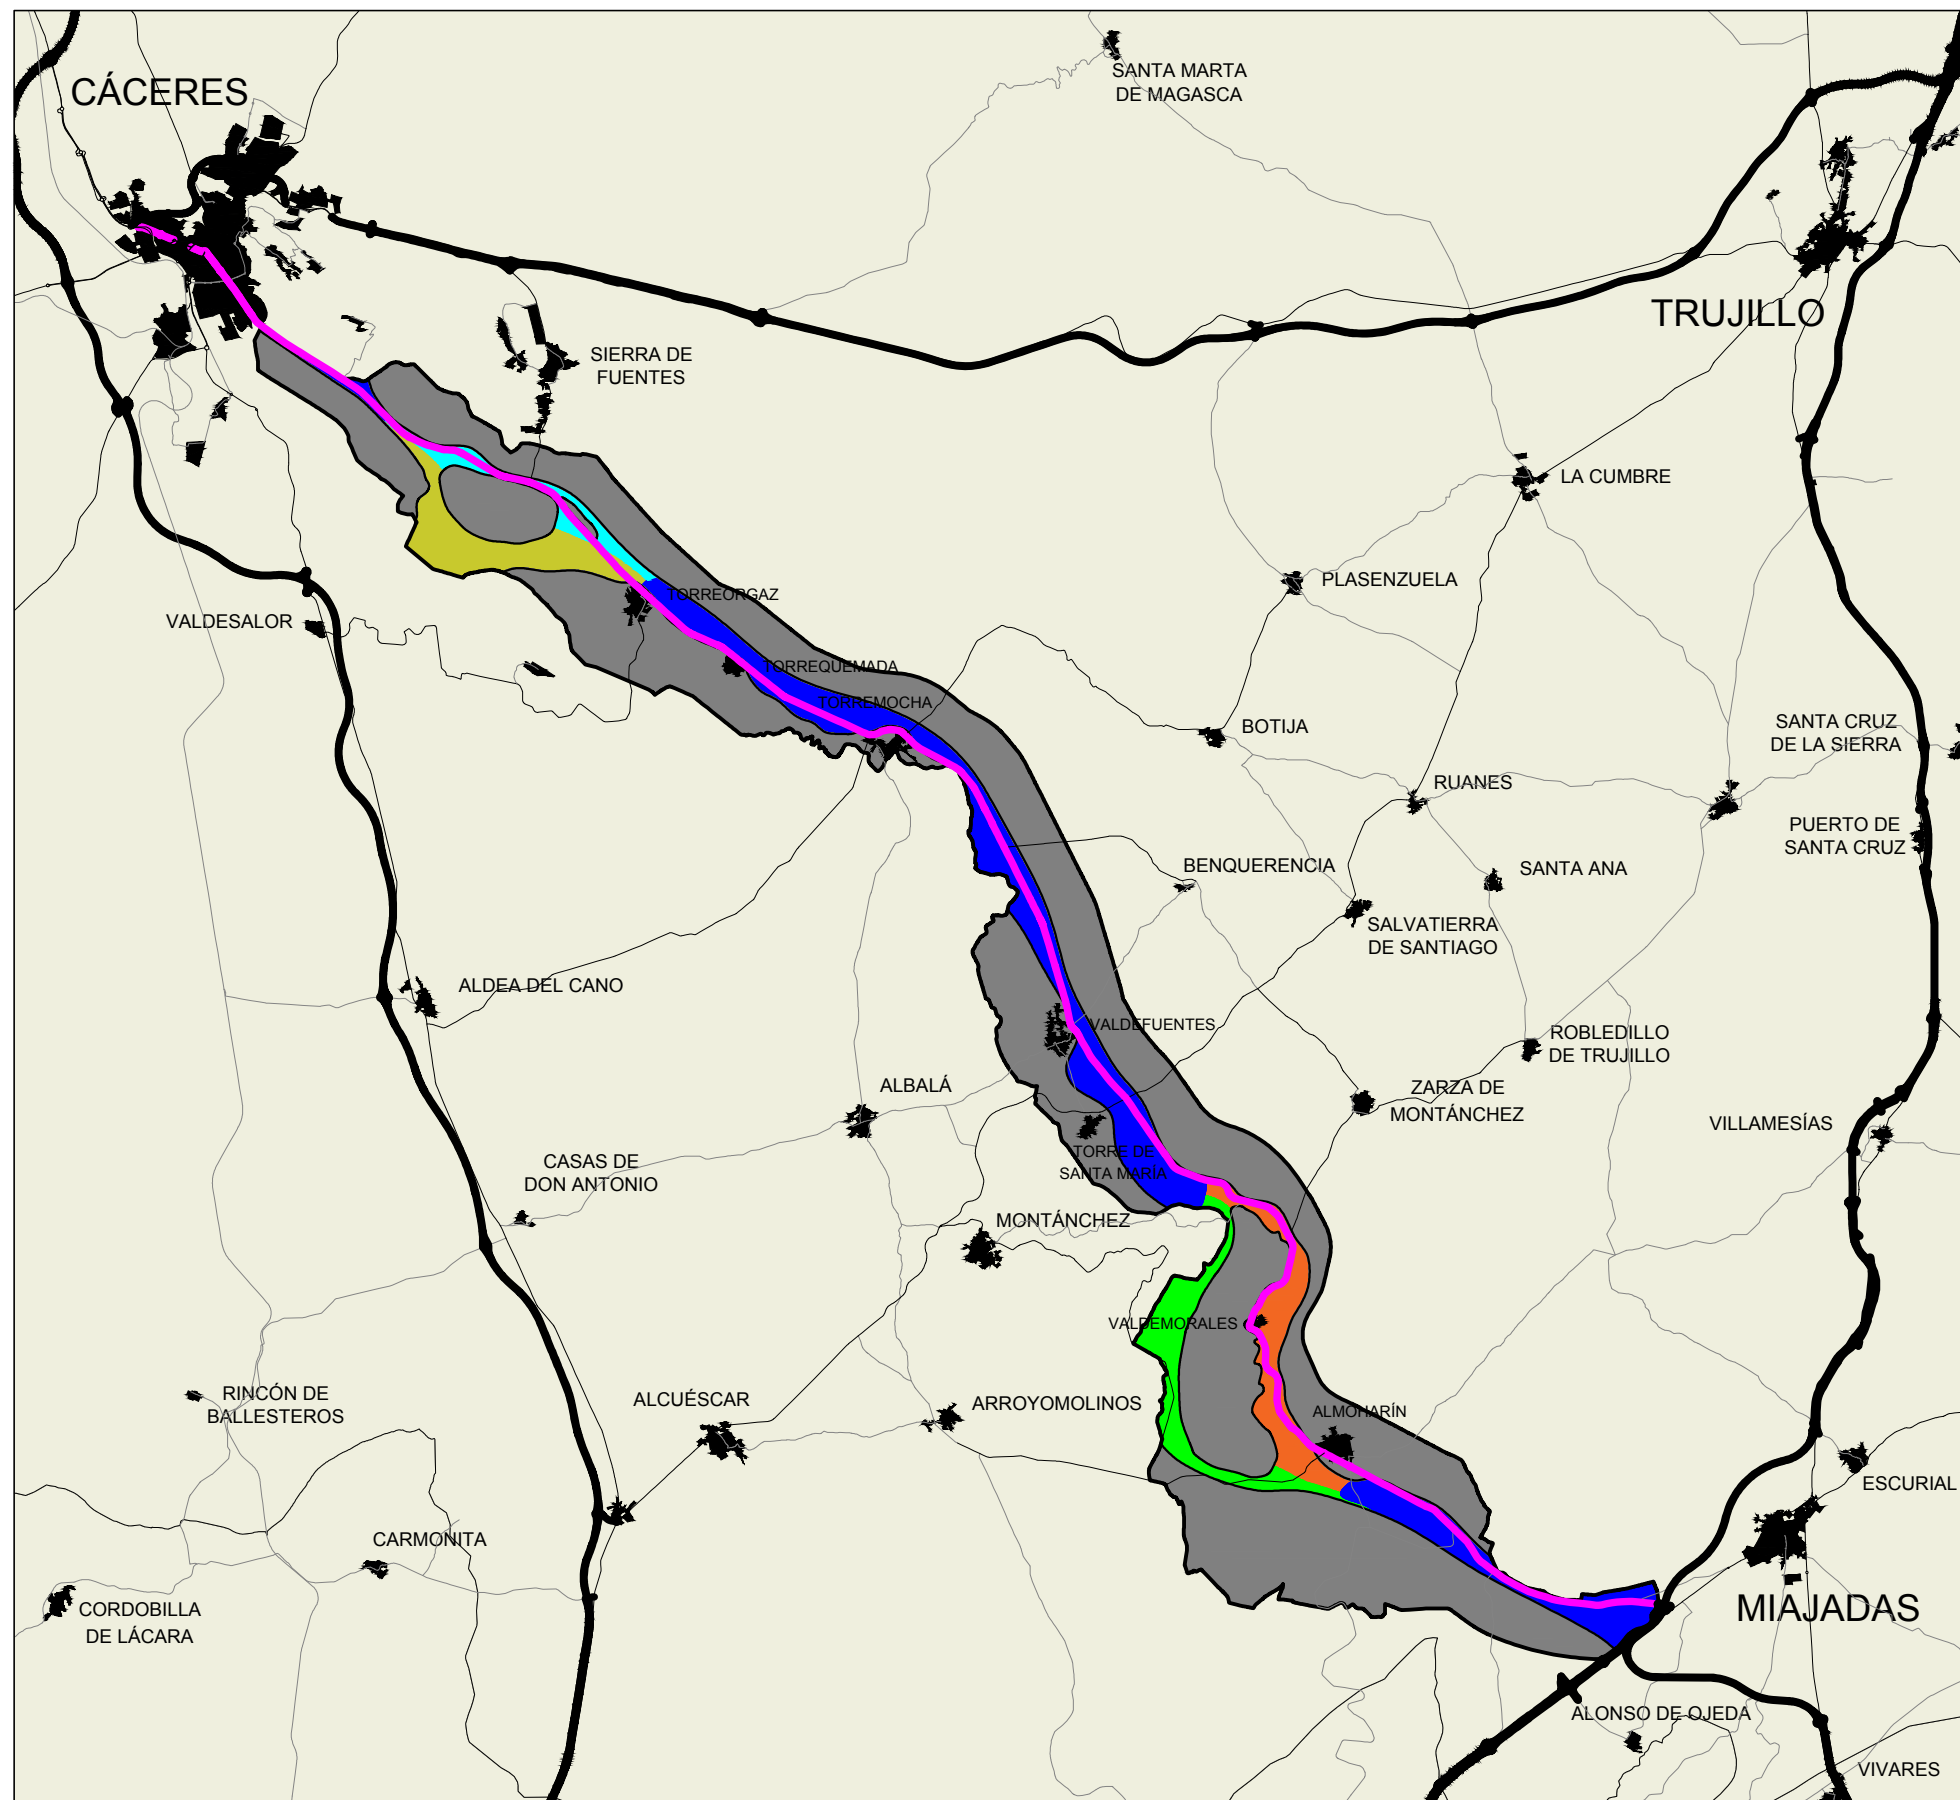 SANTA MARTA
DE MAGASCA
CÁCERES
TRUJILLO
SIERRA DE
FUENTES
LA CUMBRE
PLASENZUELA
TORREORGAZ
VALDESALOR
TORREQUEMADA
TORREMOCHA
BOTIJA
SANTA CRUZ
DE LA SIERRA
RUANES
PUERTO DE
SANTA CRUZ
BENQUERENCIA
SANTA ANA
SALVATIERRA
DE SANTIAGO
ALDEA DEL CANO
VALDEFUENTES
ROBLEDILLO
DE TRUJILLO
ALBALÁ
ZARZA DE
MONTÁNCHEZ
VILLAMESÍAS
TORRE DE
SANTA MARÍA
CASAS DE
DON ANTONIO
MONTÁNCHEZ
VALDEMORALES
RINCÓN DE
BALLESTEROS
ALCUÉSCAR
ARROYOMOLINOS
ALMOHARÍN
ESCURIAL
CARMONITA
CORDOBILLA
DE LÁCARA
MIAJADAS
ALONSO DE OJEDA
VIVARES